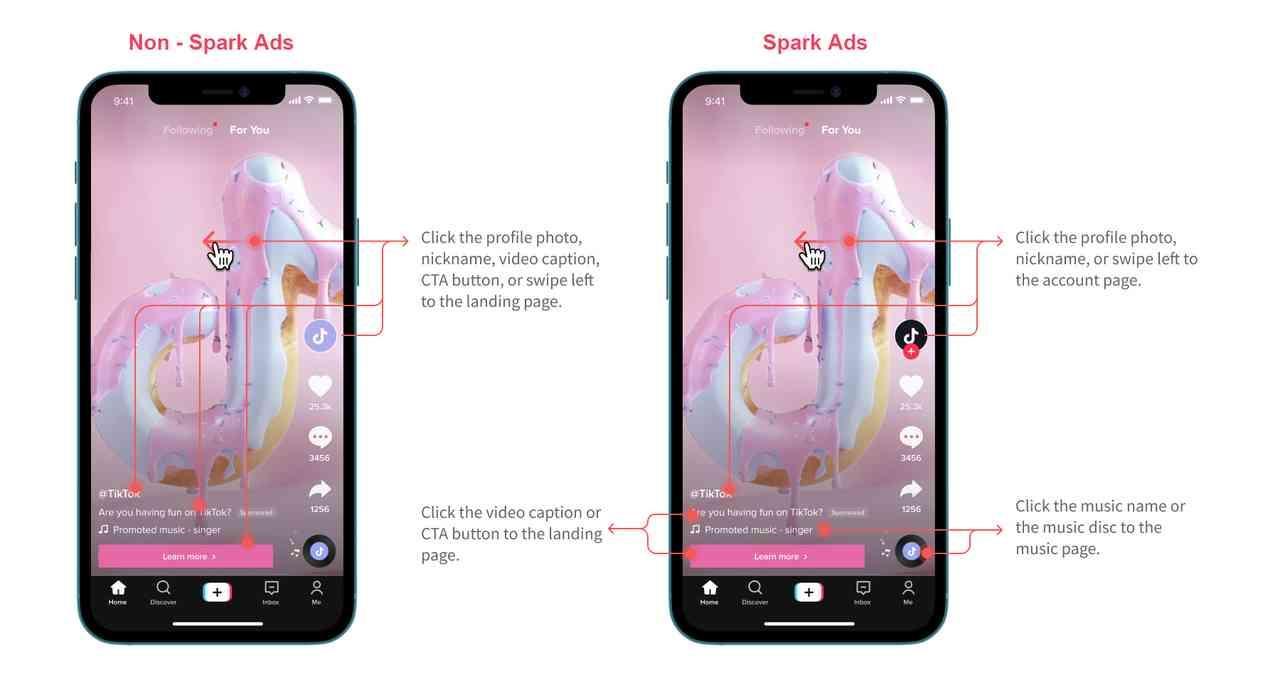 Non - Spark Ads
9:41
Following
For You
Click the profile photo,
nickname, video caption,
CTA button, or swipe left
to the landing page.
25.3k
3456
@TikTok
Are you having fun on TikTok? Sponsored
1256
Promoted music - singer
Learn more >
Home
Discover
Inbox
Me
Spark Ads
9:41
Following
For You
Click the profile photo,
nickname, or swipe left to
the account page.
25.3k
3456
@TikTok
Are you having fun on TikTok? Sponsored
1256
Promoted music - singer
Learn more >
Home
Discover
Inbox
Me
Click the video caption or
CTA button to the landing
page.
Click the music name or
the music disc to the
music page.